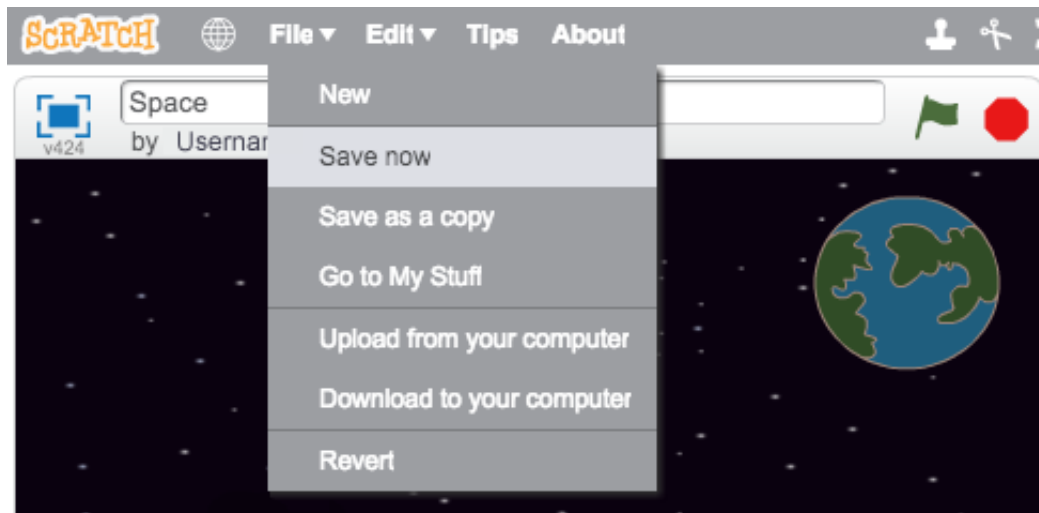 SCRATCH File Edit Tips About
New
Space
v424 by Usernar
Save now
Save as a copy
Go to My Stuff
Upload from your computer
Download to your computer
Revert